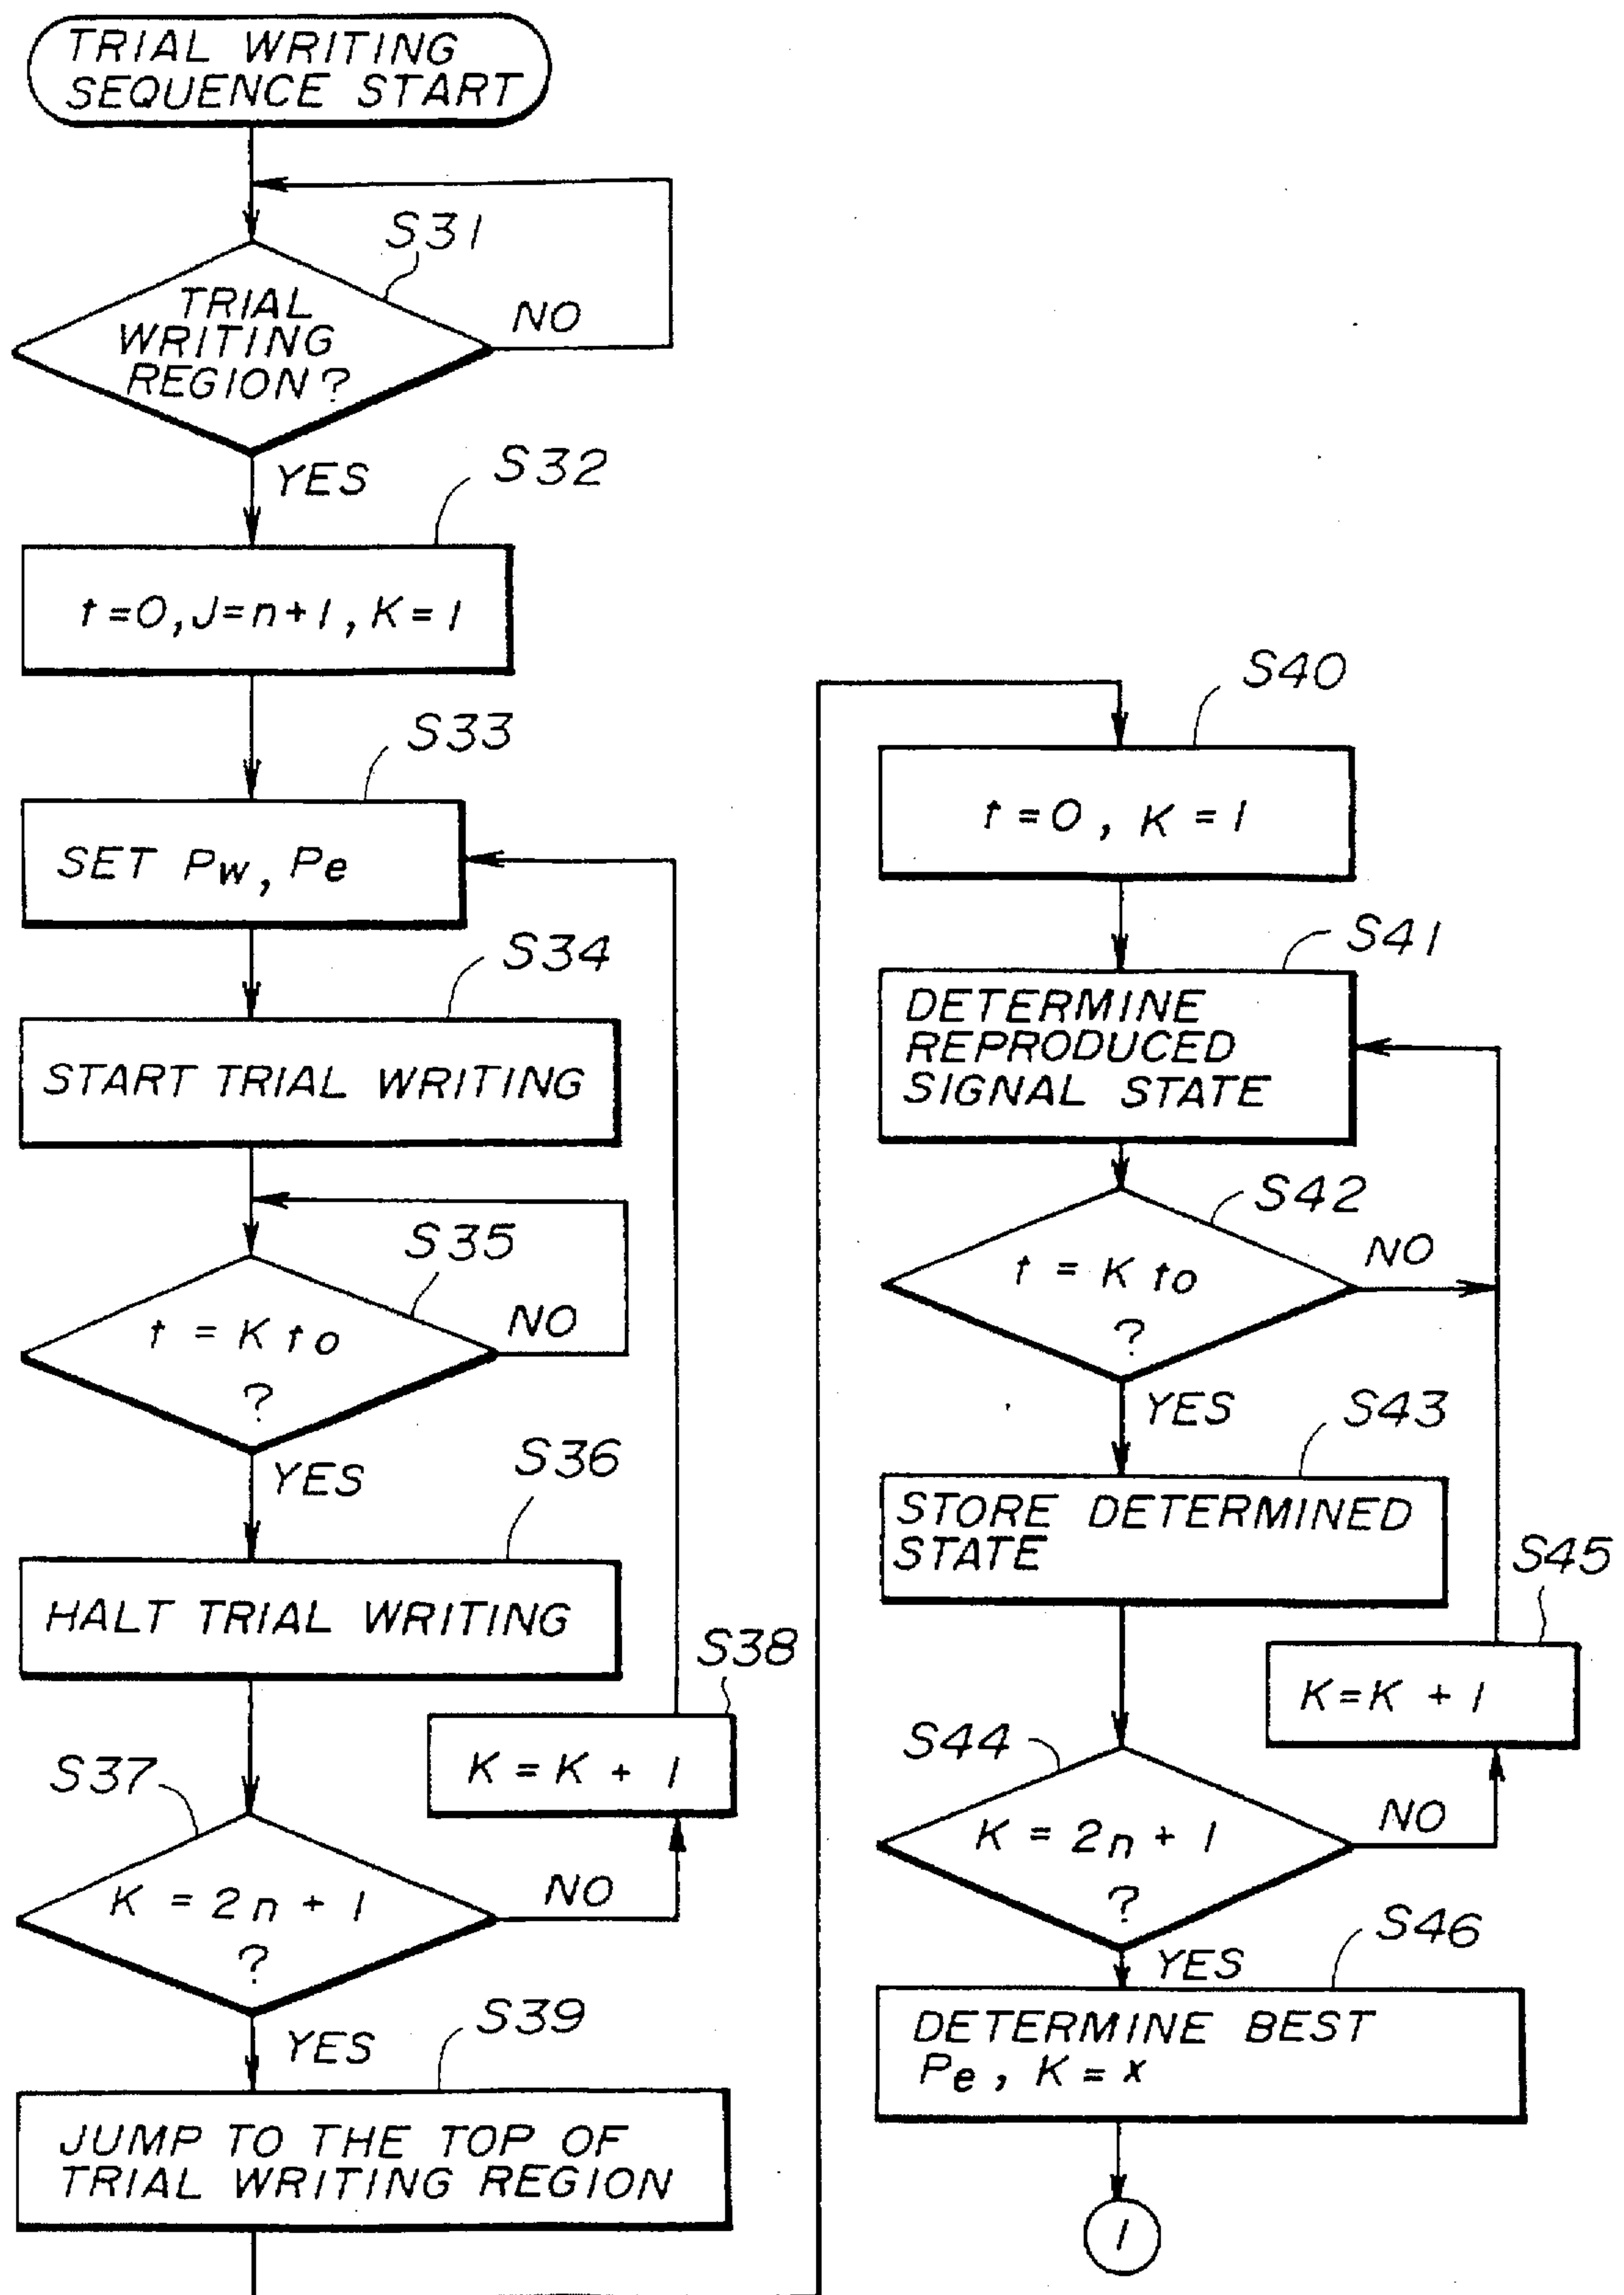 TRIAL WRITING
SEQUENCE START
S31
TRIAL
WRITING
REGION?
NO
YES
S32
t=0, J=n+1, K=1
S33
SET Pw, Pe
S34
START TRIAL WRITING
S35
t = K to
?
NO
YES
S36
HALT TRIAL WRITING
S38
K = K + 1
S37
K = 2n + 1
?
NO
YES
S39
JUMP TO THE TOP OF
TRIAL WRITING REGION
S40
t = 0, K = 1
S41
DETERMINE
REPRODUCED
SIGNAL STATE
S42
t = K to
?
NO
YES
S43
STORE DETERMINED
STATE
S45
K=K + 1
S44
K = 2n + 1
?
NO
YES
S46
DETERMINE BEST
Pe, K = x
1